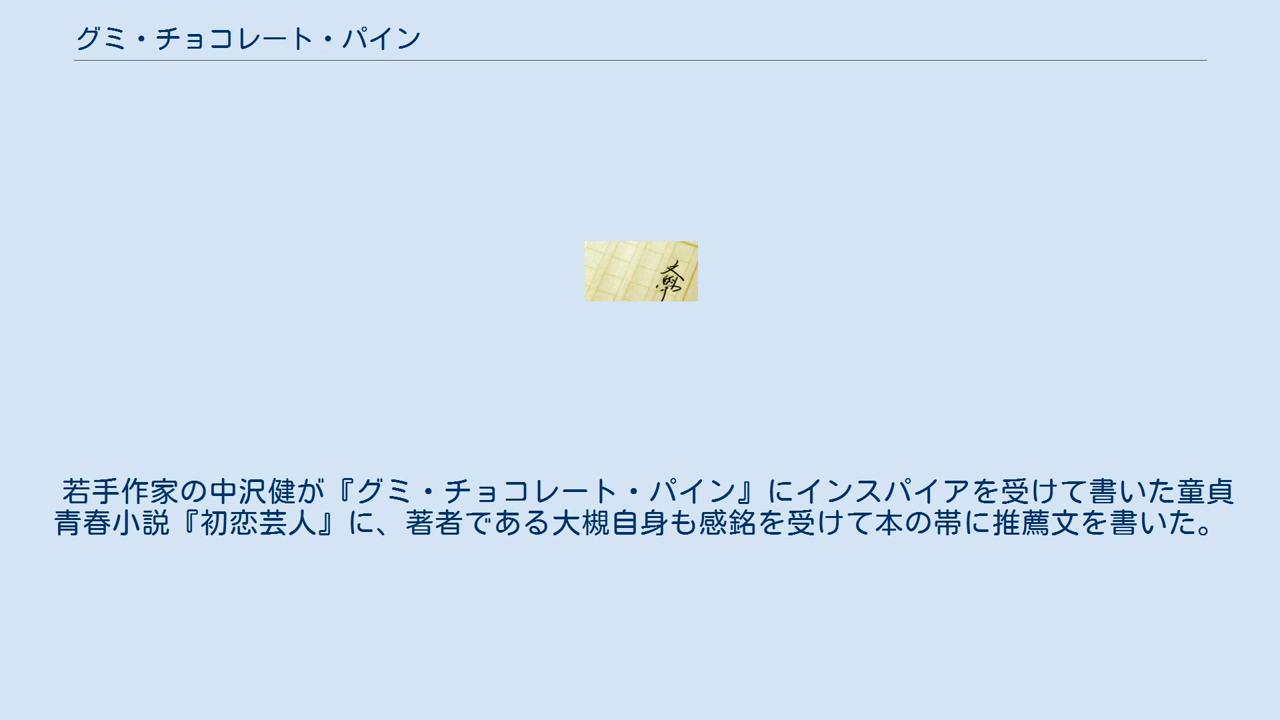 グミ・チョコレート・パイン
若手作家の中沢健が『グミ・チョコレート・パイン』にインスパイアを受けて書いた童貞
青春小説『初恋芸人』に、著者である大槻自身も感銘を受けて本の帯に推薦文を書いた。